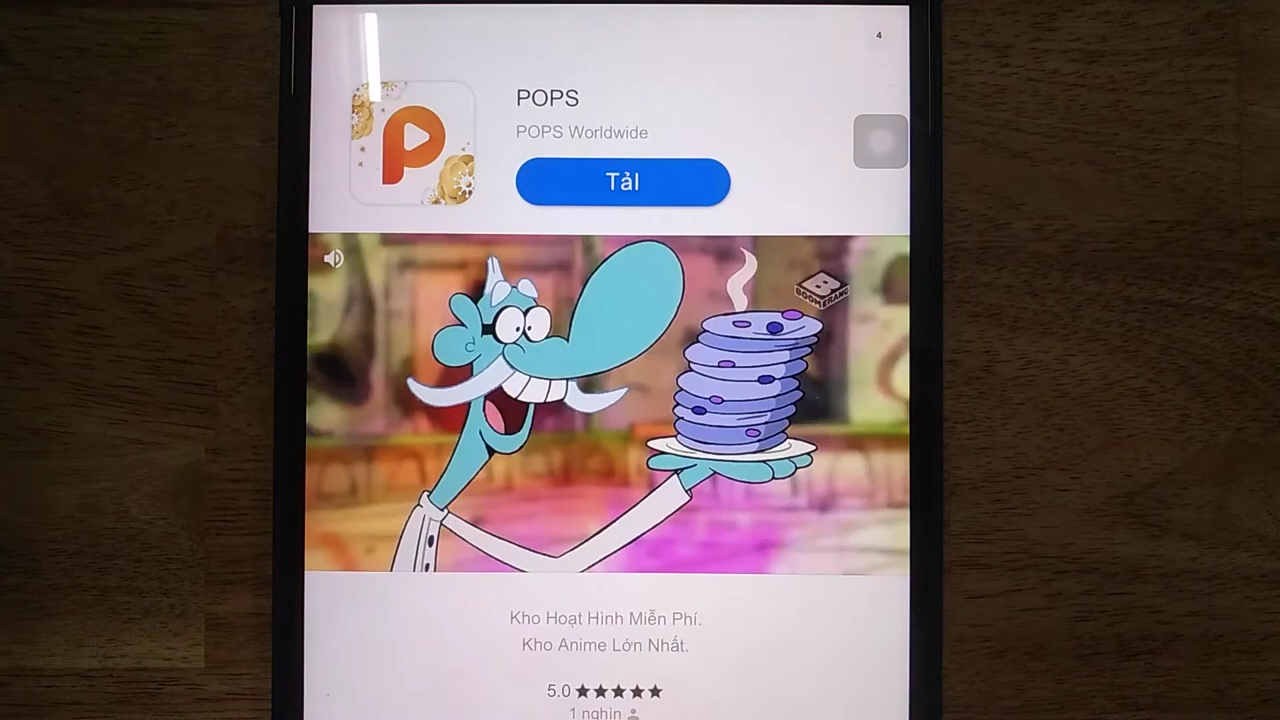 4
POPS
POPS Worldwide
Tải
BOOMERANG
Kho Hoạt Hình Miễn Phí.
Kho Anime Lớn Nhất.
5.0★★★★★
1 nghìn